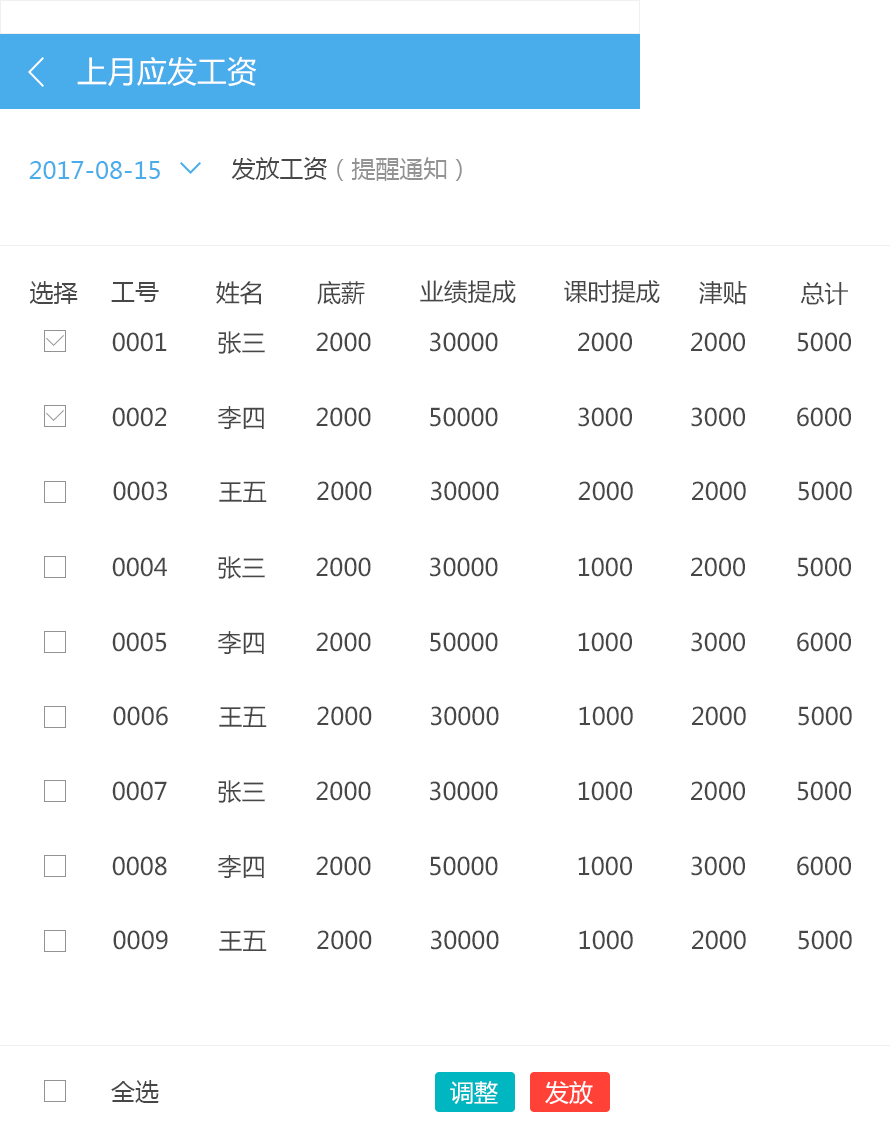 上月应发工资
2017-08-15 发放工资（提醒通知）
选择 工号 姓名 底薪 业绩提成 课时提成 津贴 总计
0001 张三 2000 30000 2000 2000 5000
0002 李四 2000 50000 3000 3000 6000
0003 王五 2000 30000 2000 2000 5000
0004 张三 2000 30000 1000 2000 5000
0005 李四 2000 50000 1000 3000 6000
0006 王五 2000 30000 1000 2000 5000
0007 张三 2000 30000 1000 2000 5000
0008 李四 2000 50000 1000 3000 6000
0009 王五 2000 30000 1000 2000 5000
全选 调整 发放